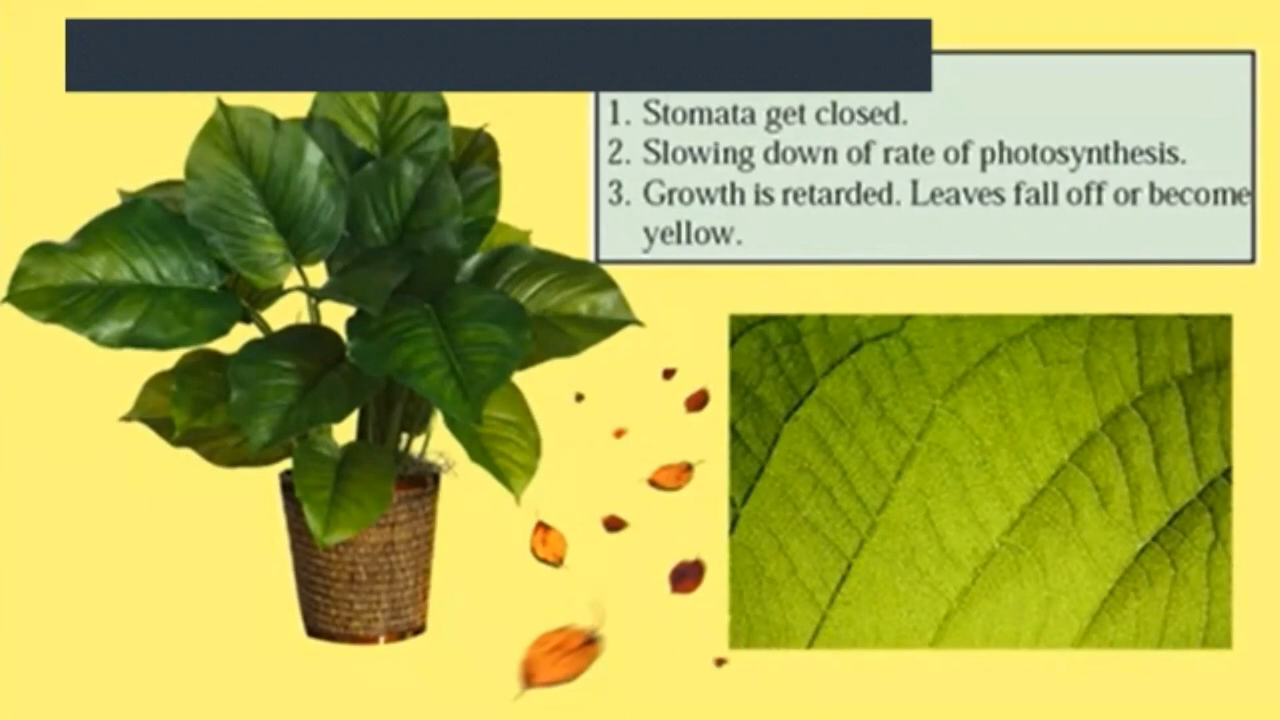 1. Stomata get closed.
2. Slowing down of rate of photosynthesis.
3. Growth is retarded. Leaves fall off or become
yellow.